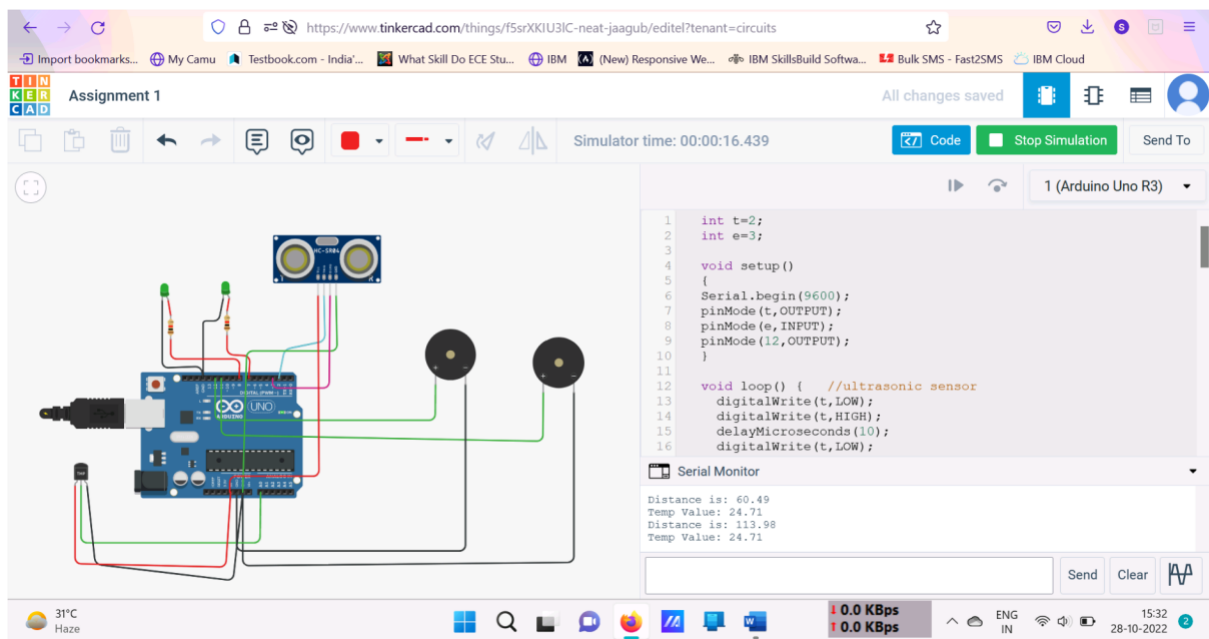 https://www.tinkercad.com/things/f5srXKIU3lC-neat-jaagub/editel?tenant=circuits
S
Import bookmarks... My Camu Testbook.com - India'... What Skill Do ECE Stu... IBM (New) Responsive We... IBM SkillsBuild Softwa... Bulk SMS - Fast2SMS IBM Cloud
TIN
KER
CAD
Assignment 1
All changes saved
Simulator time: 00:00:16.439
Code
Stop Simulation
Send To
1 (Arduino Uno R3)
HC-SR04
DIGITAL (PWM~)
UNO
ARDUINO
TMP
1 int t=2;
2 int e=3;
3
4 void setup()
5 {
6 Serial.begin(9600);
7 pinMode(t,OUTPUT);
8 pinMode(e,INPUT);
9 pinMode(12,OUTPUT);
10 }
11
12 void loop() { //ultrasonic sensor
13 digitalWrite(t,LOW);
14 digitalWrite(t,HIGH);
15 delayMicroseconds(10);
16 digitalWrite(t,LOW);
Serial Monitor
Distance is: 60.49
Temp Value: 24.71
Distance is: 113.98
Temp Value: 24.71
Send
Clear
31°C
Haze
0.0 KBps
0.0 KBps
ENG
IN
15:32
28-10-2022
2